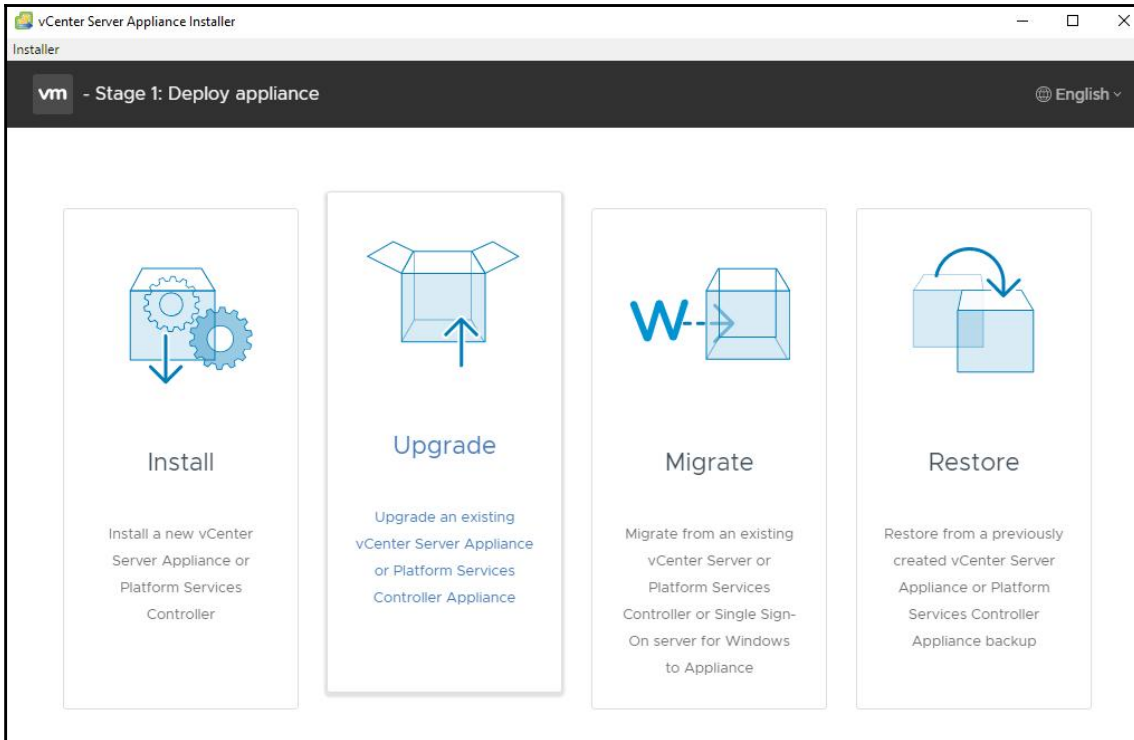 vCenter Server Appliance Installer
Installer
vm - Stage 1: Deploy appliance
English
Install
Install a new vCenter
Server Appliance or
Platform Services
Controller
Upgrade
Upgrade an existing
vCenter Server Appliance
or Platform Services
Controller Appliance
W
Migrate
Migrate from an existing
vCenter Server or
Platform Services
Controller or Single Sign-
On server for Windows
to Appliance
Restore
Restore from a previously
created vCenter Server
Appliance or Platform
Services Controller
Appliance backup